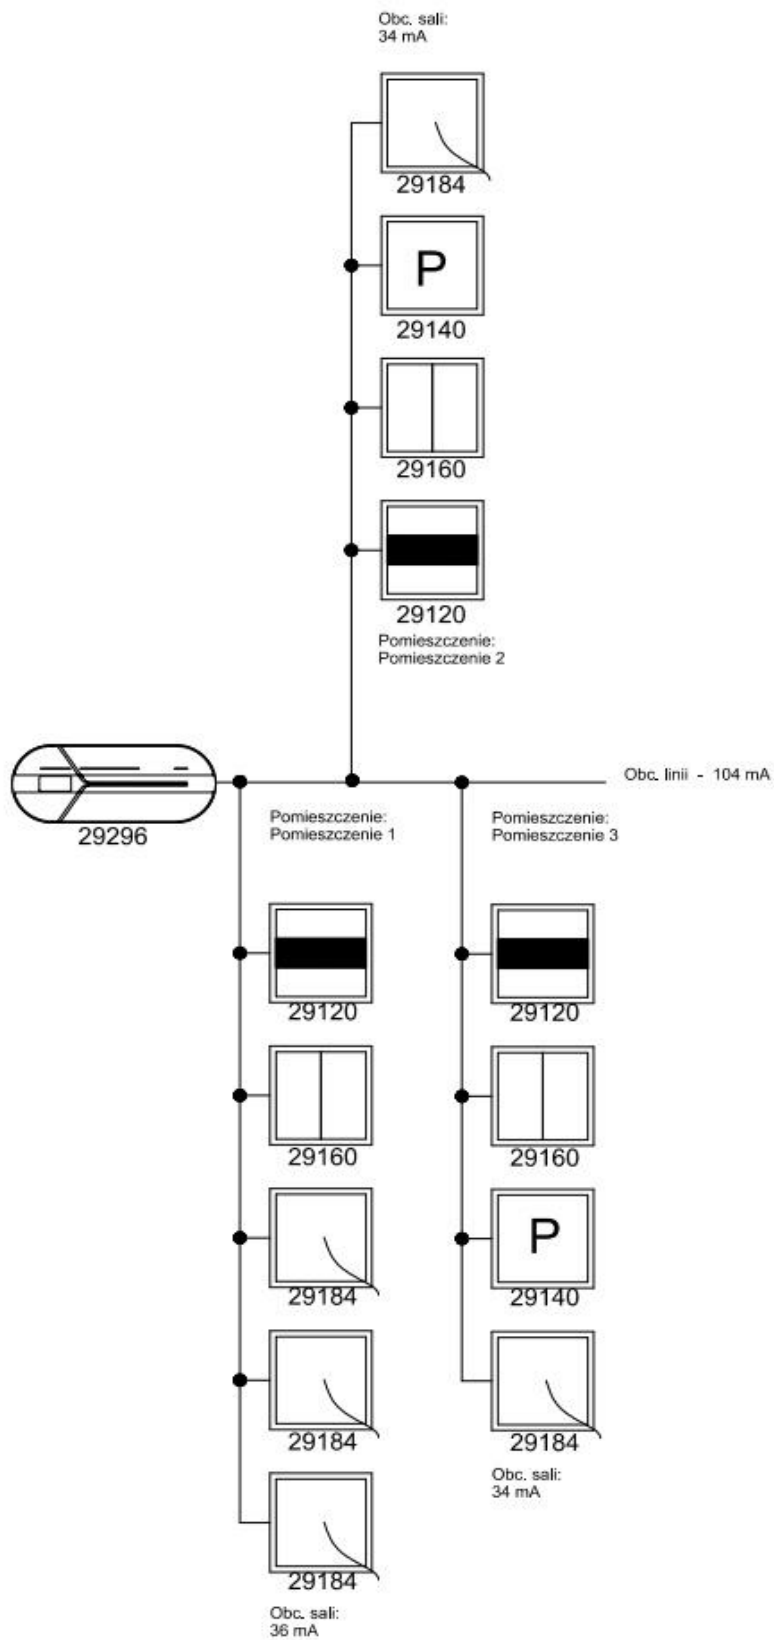 Obc. sali:
34 mA
29184
P
29140
29160
29120
Pomieszczenie:
Pomieszczenie 2
29296
Obc. linii - 104 mA
Pomieszczenie:
Pomieszczenie 1
29120
29160
29184
29184
29184
Obc. sali:
36 mA
Pomieszczenie:
Pomieszczenie 3
29120
29160
P
29140
29184
Obc. sali:
34 mA